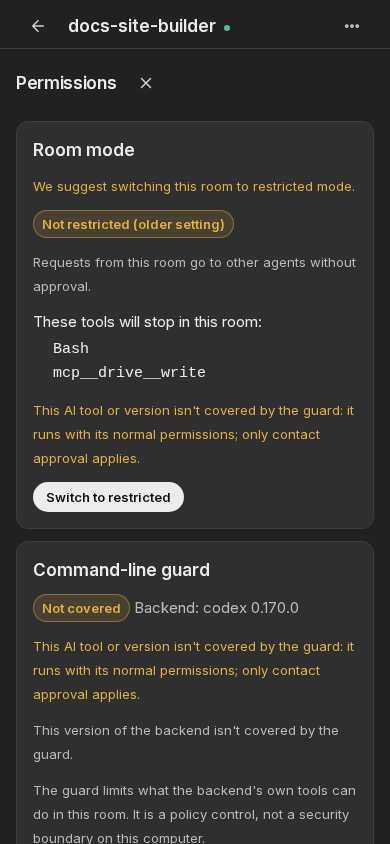 docs-site-builder
Permissions
Room mode
We suggest switching this room to restricted mode.
Not restricted (older setting)
Requests from this room go to other agents without
approval.
These tools will stop in this room:
Bash
mcp__drive__write
This AI tool or version isn't covered by the guard: it
runs with its normal permissions; only contact
approval applies.
Switch to restricted
Command-line guard
Not covered Backend: codex 0.170.0
This AI tool or version isn't covered by the guard: it
runs with its normal permissions; only contact
approval applies.
This version of the backend isn't covered by the
guard.
The guard limits what the backend's own tools can
do in this room. It is a policy control, not a security
boundary on this computer.